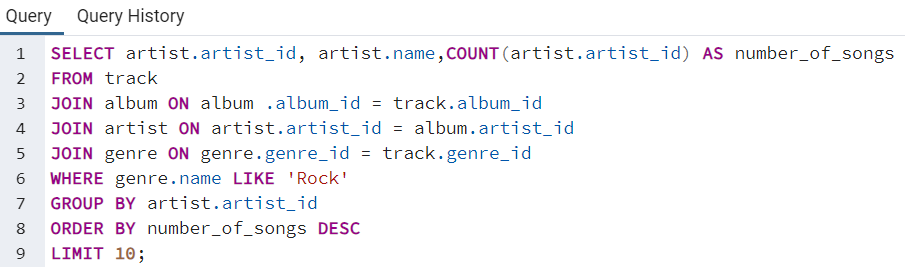 Query Query History
1 SELECT artist.artist_id, artist.name,COUNT(artist.artist_id) AS number_of_songs
2 FROM track
3 JOIN album ON album .album_id = track.album_id
4 JOIN artist ON artist.artist_id = album.artist_id
5 JOIN genre ON genre.genre_id = track.genre_id
6 WHERE genre.name LIKE 'Rock'
7 GROUP BY artist.artist_id
8 ORDER BY number_of_songs DESC
9 LIMIT 10;